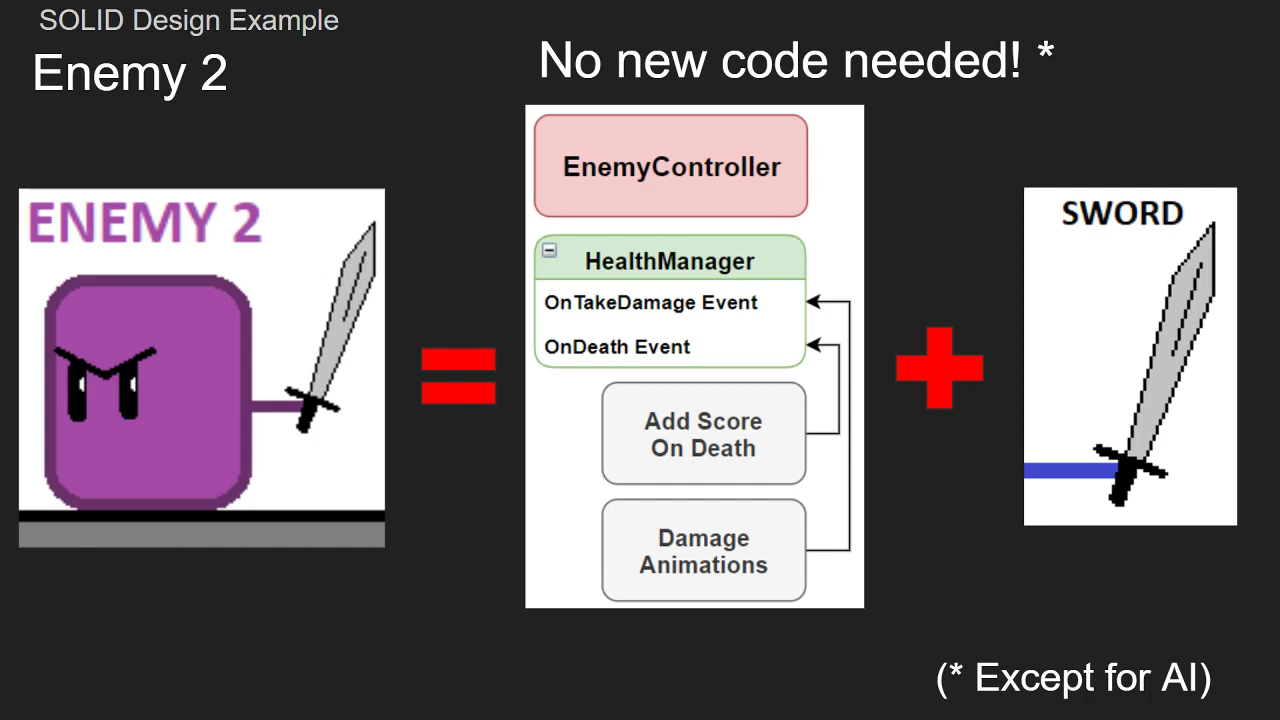 SOLID Design Example
Enemy 2
No new code needed! *
ENEMY 2
EnemyController
HealthManager
OnTakeDamage Event
OnDeath Event
Add Score
On Death
Damage
Animations
SWORD
(* Except for AI)